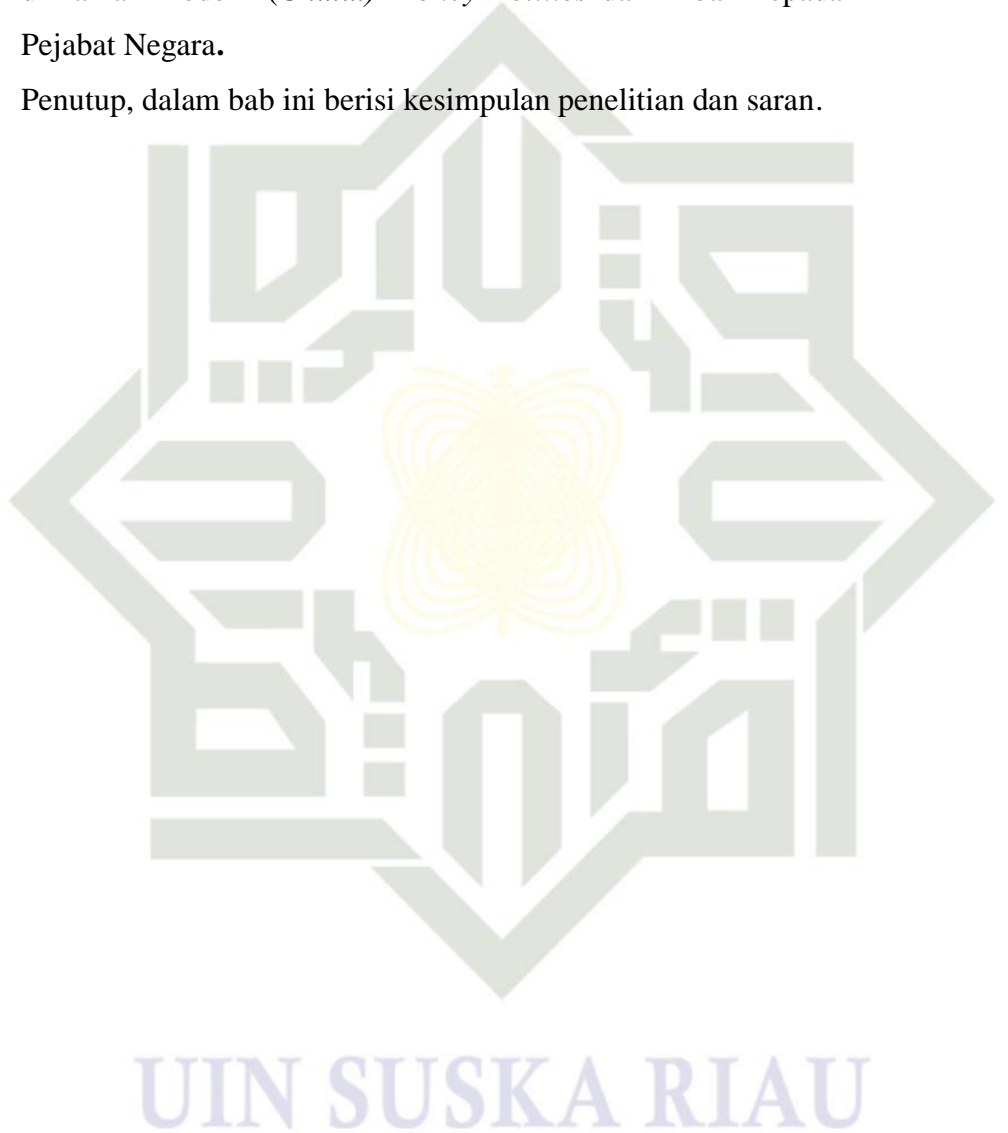 Pejabat Negara.
Penutup, dalam bab ini berisi kesimpulan penelitian dan saran.
UIN SUSKA RIAU